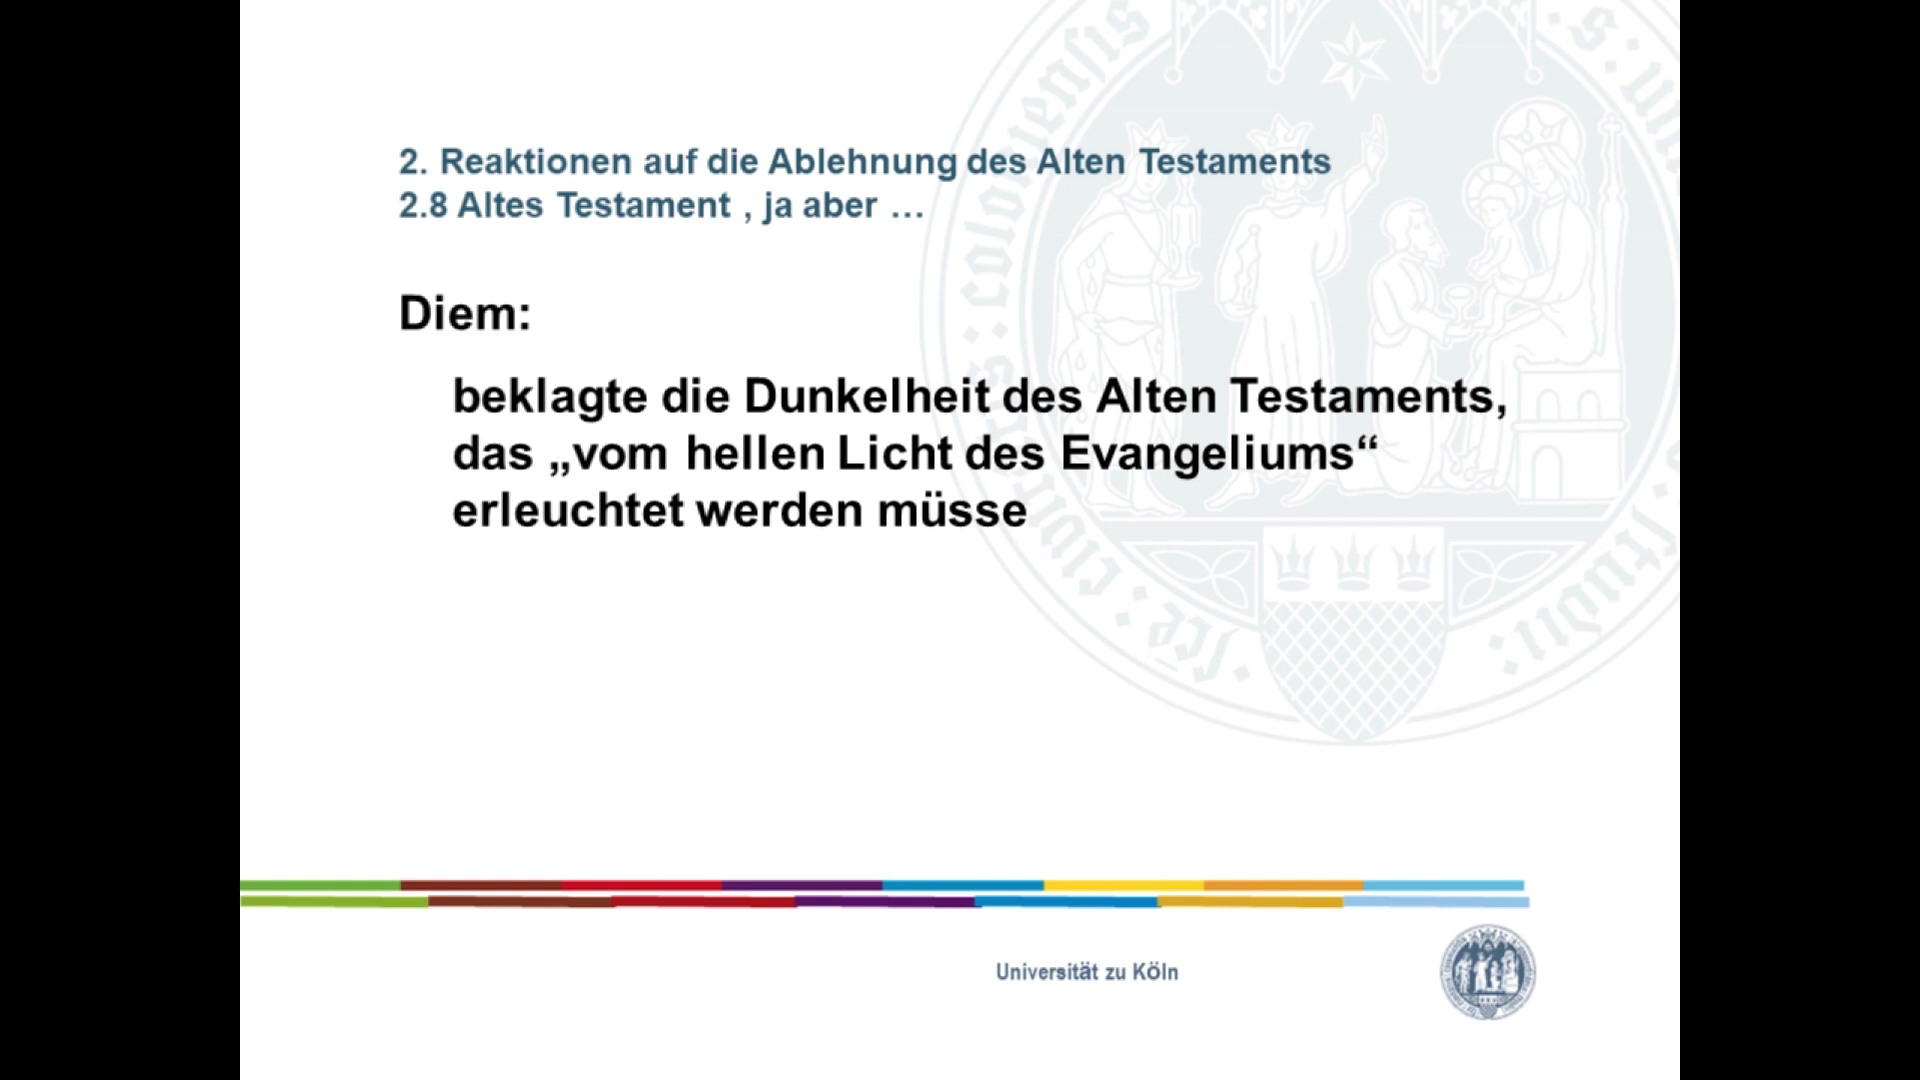 2. Reaktionen auf die Ablehnung des Alten Testaments
2.8 Altes Testament , ja aber …
Diem:
beklagte die Dunkelheit des Alten Testaments,
das „vom hellen Licht des Evangeliums“
erleuchtet werden müsse
Universität zu Köln